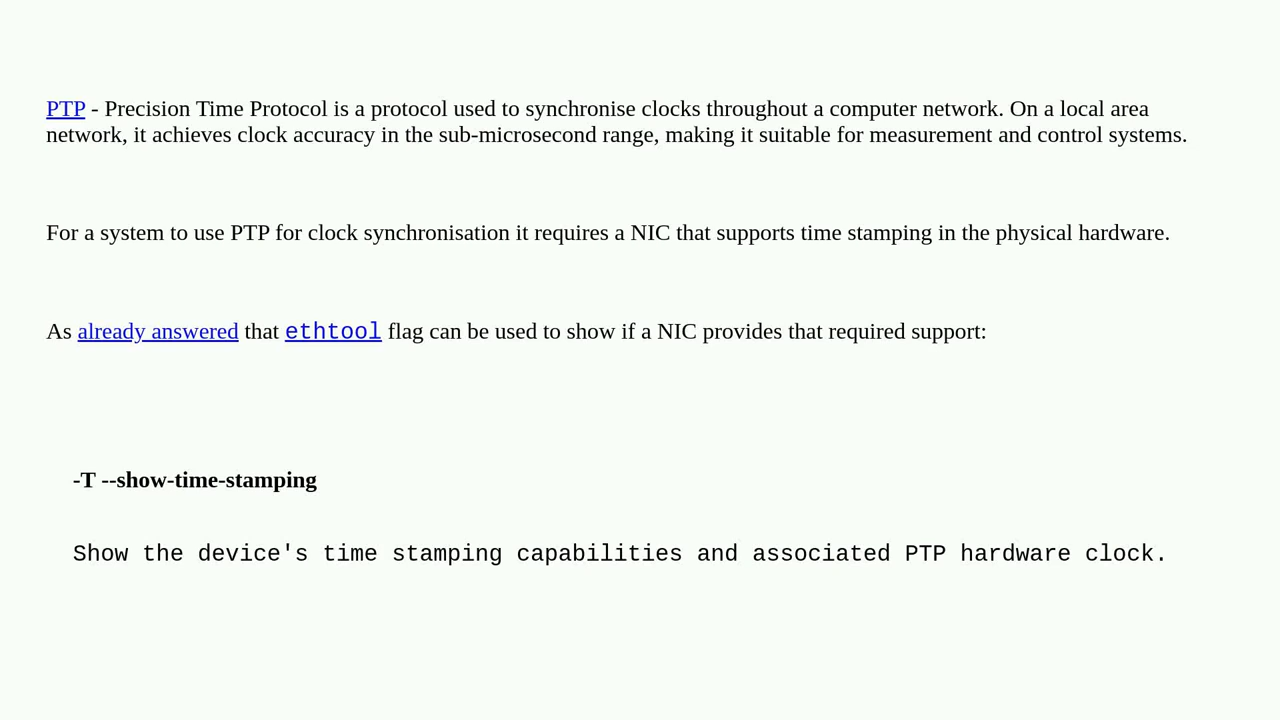 PTP - Precision Time Protocol is a protocol used to synchronise clocks throughout a computer network. On a local area
network, it achieves clock accuracy in the sub-microsecond range, making it suitable for measurement and control systems.
For a system to use PTP for clock synchronisation it requires a NIC that supports time stamping in the physical hardware.
As already answered that ethtool flag can be used to show if a NIC provides that required support:
-T --show-time-stamping
Show the device's time stamping capabilities and associated PTP hardware clock.